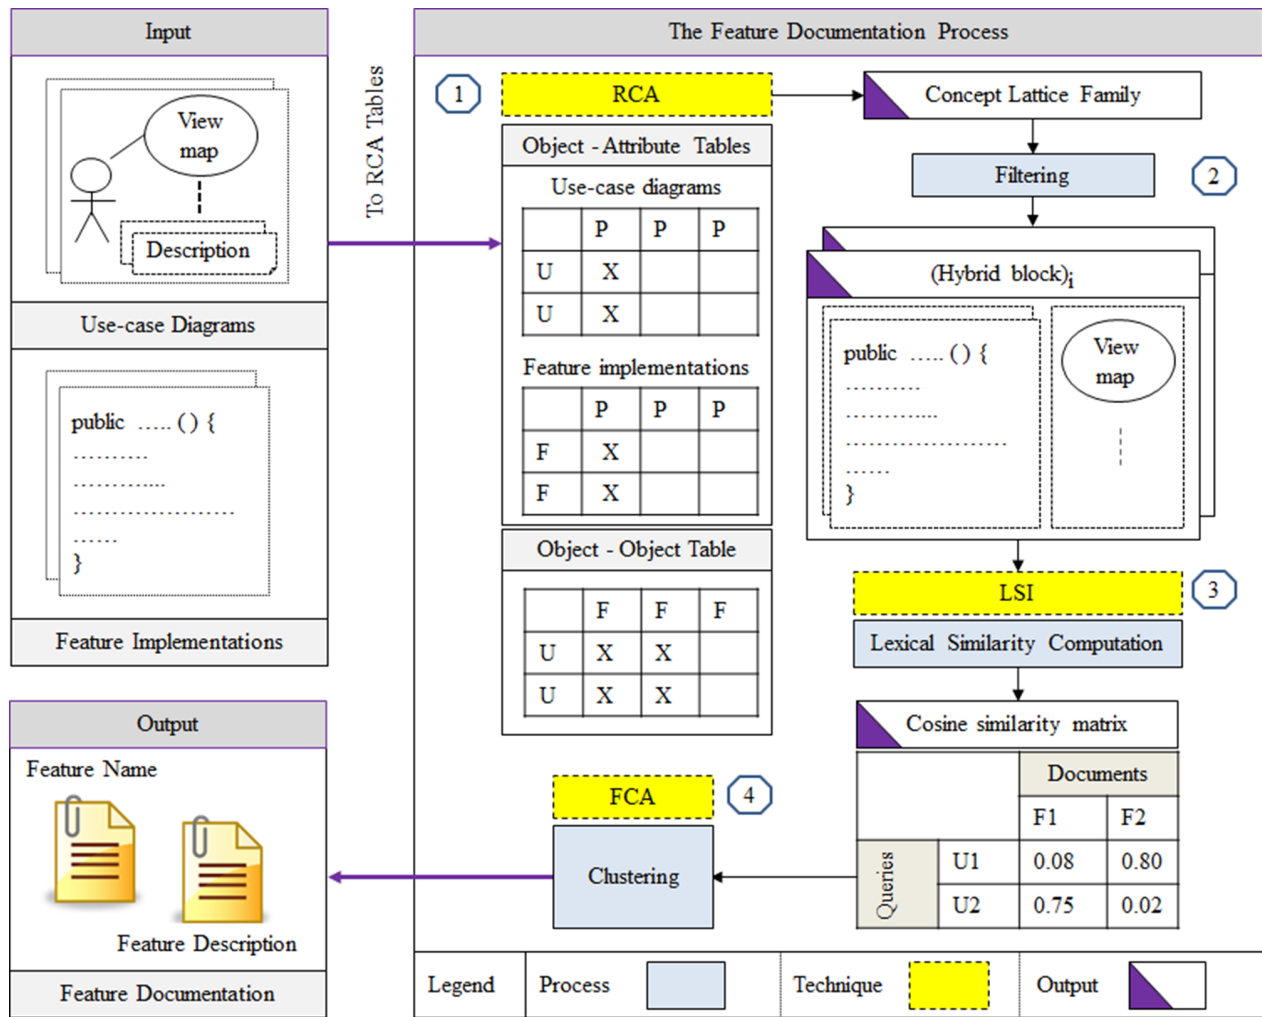 Input
View
map
Description
Use-case Diagrams
public ..... () {
..........
..............
.....................
......
}
Feature Implementations
To RCA Tables
The Feature Documentation Process
1
RCA
Object - Attribute Tables
Use-case diagrams
P P P
U X
U X
Feature implementations
P P P
F X
F X
Object - Object Table
F F F
U X X
U X X
Concept Lattice Family
Filtering
2
(Hybrid block)i
public ..... () {
..........
..............
.....................
......
}
View
map
LSI
3
Lexical Similarity Computation
Cosine similarity matrix
Documents
F1 F2
Queries
U1 0.08 0.80
U2 0.75 0.02
FCA
4
Clustering
Output
Feature Name
Feature Description
Feature Documentation
Legend Process Technique Output